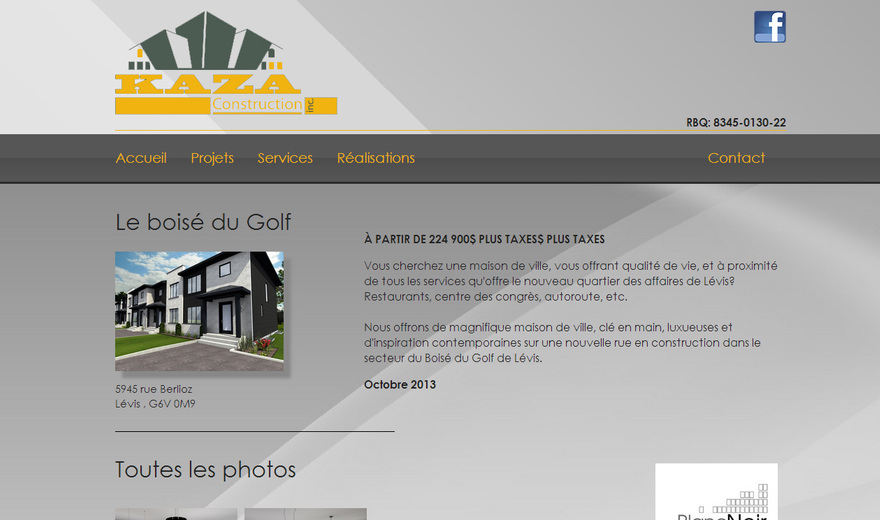 KAZA
Construction inc.
RBQ: 8345-0130-22
Accueil Projets Services Réalisations Contact
Le boisé du Golf
À PARTIR DE 224 900$ PLUS TAXES$ PLUS TAXES
Vous cherchez une maison de ville, vous offrant qualité de vie, et à proximité
de tous les services qu'offre le nouveau quartier des affaires de Lévis?
Restaurants, centre des congrès, autoroute, etc.
Nous offrons de magnifique maison de ville, clé en main, luxueuses et
d'inspiration contemporaines sur une nouvelle rue en construction dans le
secteur du Boisé du Golf de Lévis.
Octobre 2013
5945 rue Berlioz
Lévis , G6V 0M9
Toutes les photos